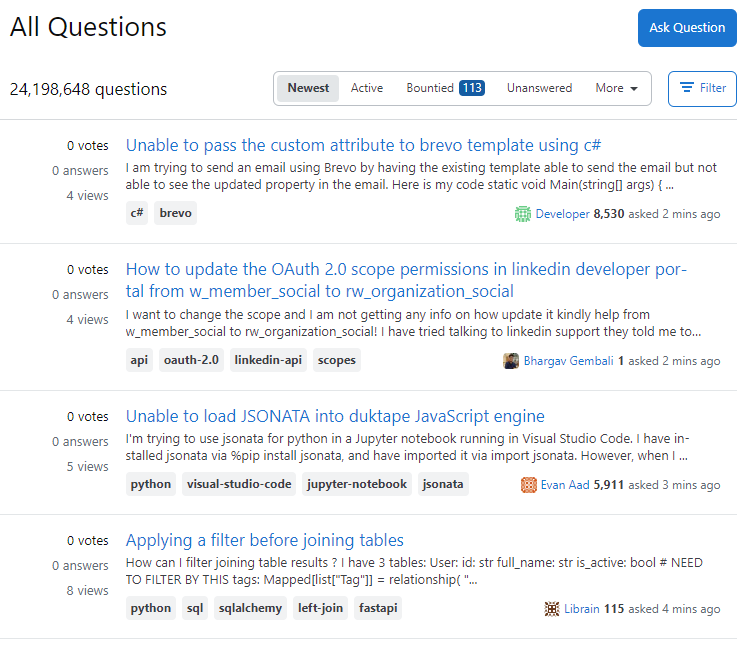 All Questions
Ask Question
24,198,648 questions
Newest Active Bountied 113 Unanswered More Filter
0 votes
0 answers
4 views
Unable to pass the custom attribute to brevo template using c#
I am trying to send an email using Brevo by having the existing template able to send the email but not
able to see the updated property in the email. Here is my code static void Main(string[] args) { ...
c# brevo
Developer 8,530 asked 2 mins ago
0 votes
0 answers
4 views
How to update the OAuth 2.0 scope permissions in linkedin developer por-
tal from w_member_social to rw_organization_social
I want to change the scope and I am not getting any info on how update it kindly help from
w_member_social to rw_organization_social! I have tried talking to linkedin support they told me to...
api oauth-2.0 linkedin-api scopes
Bhargav Gembali 1 asked 2 mins ago
0 votes
0 answers
5 views
Unable to load JSONATA into duktape JavaScript engine
I'm trying to use jsonata for python in a Jupyter notebook running in Visual Studio Code. I have in-
stalled jsonata via %pip install jsonata, and have imported it via import jsonata. However, when I ...
python visual-studio-code jupyter-notebook jsonata
Evan Aad 5,911 asked 3 mins ago
0 votes
0 answers
8 views
Applying a filter before joining tables
How can I filter joining table results ? I have 3 tables: User: id: str full_name: str is_active: bool # NEED
TO FILTER BY THIS tags: Mapped[list["Tag"]] = relationship( "...
python sql sqlalchemy left-join fastapi
Librain 115 asked 4 mins ago